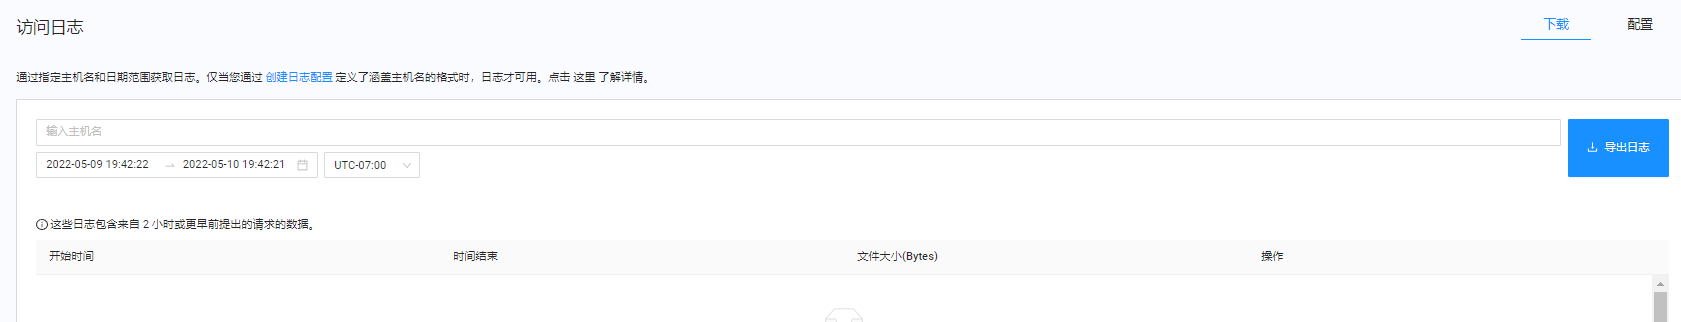 访问日志
下载 配置
通过指定主机名和日期范围获取日志。仅当您通过 创建日志配置 定义了涵盖主机名的格式时，日志才可用。点击 这里 了解详情。
输入主机名
导出日志
2022-05-09 19:42:22 → 2022-05-10 19:42:21 UTC-07:00
这些日志包含来自 2 小时或更早前提出的请求的数据。
开始时间 时间结束 文件大小(Bytes) 操作